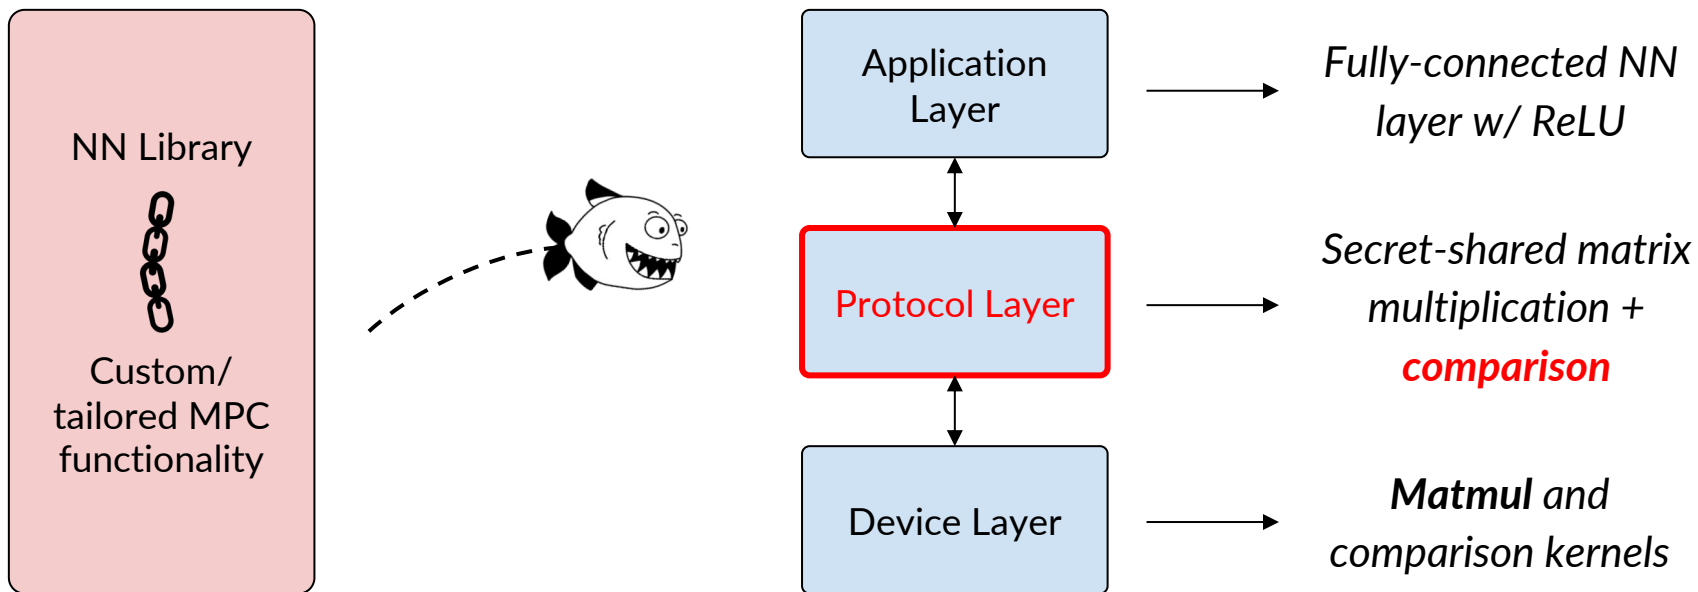 NN Library
Custom/
tailored MPC
functionality
Application
Layer
Fully-connected NN
layer w/ ReLU
Protocol Layer
Secret-shared matrix
multiplication +
comparison
Device Layer
Matmul and
comparison kernels